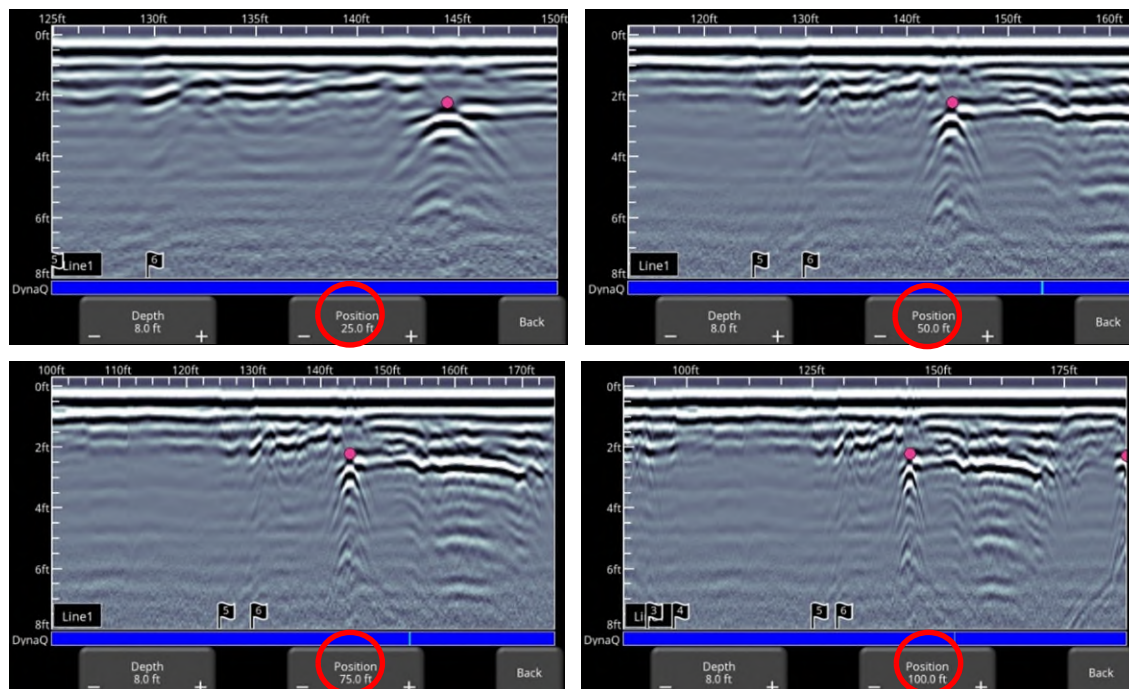 125ft 130ft 140ft 145ft 150ft
0ft
2ft
4ft
6ft
8ft
5 Line1 6
DynaQ
Depth Position
8.0 ft 25.0 ft Back
− + − +
120ft 130ft 140ft 150ft 160ft
0ft
2ft
4ft
6ft
8ft
Line1 5 6
DynaQ
Depth Position
8.0 ft 50.0 ft Back
− + − +
100ft 110ft 120ft 130ft 140ft 150ft 160ft 170ft
0ft
2ft
4ft
6ft
8ft
Line1 5 6
DynaQ
Depth Position
8.0 ft 75.0 ft Back
− + − +
100ft 125ft 150ft 175ft
0ft
2ft
4ft
6ft
8ft
3 4 5 6
DynaQ
Depth Position
8.0 ft 100.0 ft Back
− + − +